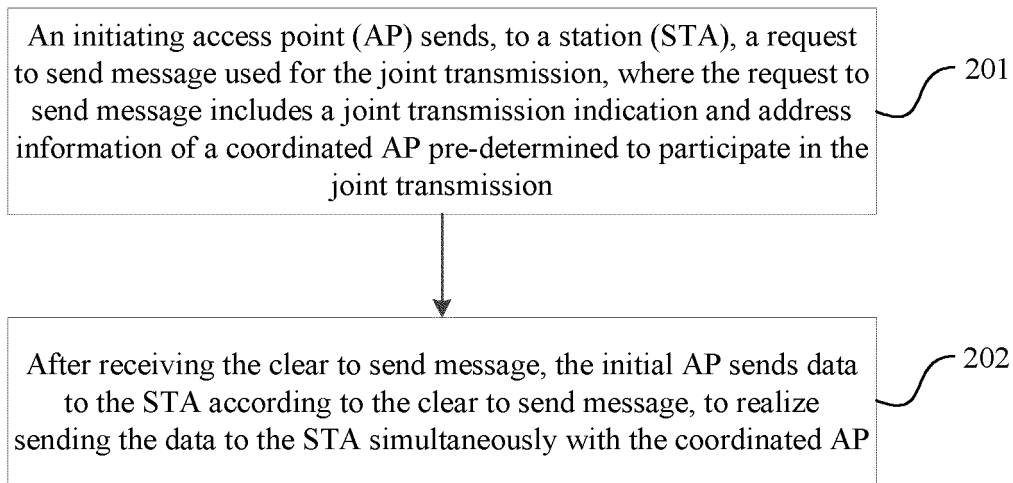 An initiating access point (AP) sends, to a station (STA), a request
to send message used for the joint transmission, where the request to
send message includes a joint transmission indication and address
information of a coordinated AP pre-determined to participate in the
joint transmission
201
After receiving the clear to send message, the initial AP sends data
to the STA according to the clear to send message, to realize
sending the data to the STA simultaneously with the coordinated AP
202